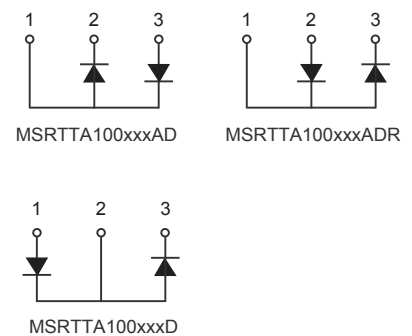 1 2 3
MSRTTA100xxxAD
1 2 3
MSRTTA100xxxADR
1 2 3
MSRTTA100xxxD